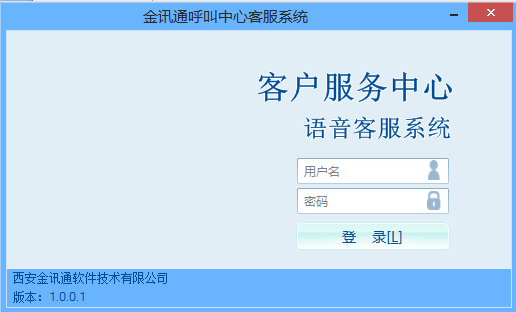 金讯通呼叫中心客服系统
客户服务中心
语音客服系统
用户名
密码
登 录[L]
西安金讯通软件技术有限公司
版本：1.0.0.1